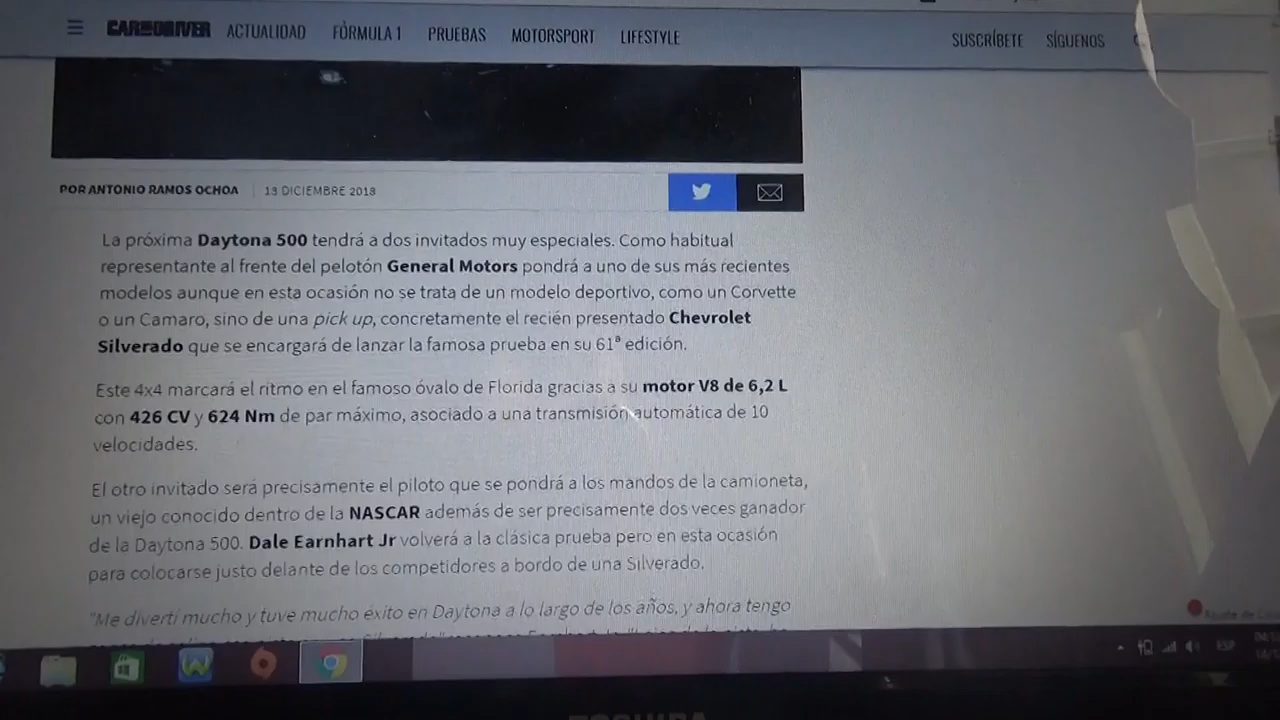 CAR AND DRIVER ACTUALIDAD FÓRMULA 1 PRUEBAS MOTORSPORT LIFESTYLE SUSCRÍBETE SÍGUENOS
POR ANTONIO RAMOS OCHOA 13 DICIEMBRE 2018
La próxima Daytona 500 tendrá a dos invitados muy especiales. Como habitual
representante al frente del pelotón General Motors pondrá a uno de sus más recientes
modelos aunque en esta ocasión no se trata de un modelo deportivo, como un Corvette
o un Camaro, sino de una pick up, concretamente el recién presentado Chevrolet
Silverado que se encargará de lanzar la famosa prueba en su 61ª edición.
Este 4x4 marcará el ritmo en el famoso óvalo de Florida gracias a su motor V8 de 6,2 L
con 426 CV y 624 Nm de par máximo, asociado a una transmisión automática de 10
velocidades.
El otro invitado será precisamente el piloto que se pondrá a los mandos de la camioneta,
un viejo conocido dentro de la NASCAR además de ser precisamente dos veces ganador
de la Daytona 500. Dale Earnhart Jr volverá a la clásica prueba pero en esta ocasión
para colocarse justo delante de los competidores a bordo de una Silverado.
"Me divertí mucho y tuve mucho éxito en Daytona a lo largo de los años, y ahora tengo
ESP
TOSHIBA